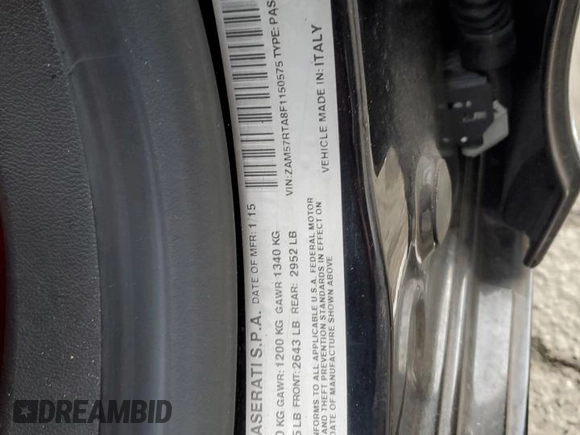 ASERATI S.P.A. DATE OF MFR: 1/15
KG GAWR: 1200 KG GAWR 1340 KG
LB FRONT: 2643 LB REAR: 2952 LB
NFORMS TO ALL APPLICABLE U.S.A. FEDERAL MOTOR
AND THEFT PREVENTION STANDARDS IN EFFECT ON
DATE OF MANUFACTURE SHOWN ABOVE
VIN:ZAM57RTA8F1150575 TYPE:PAS
VEHICLE MADE IN: ITALY
DREAMBID